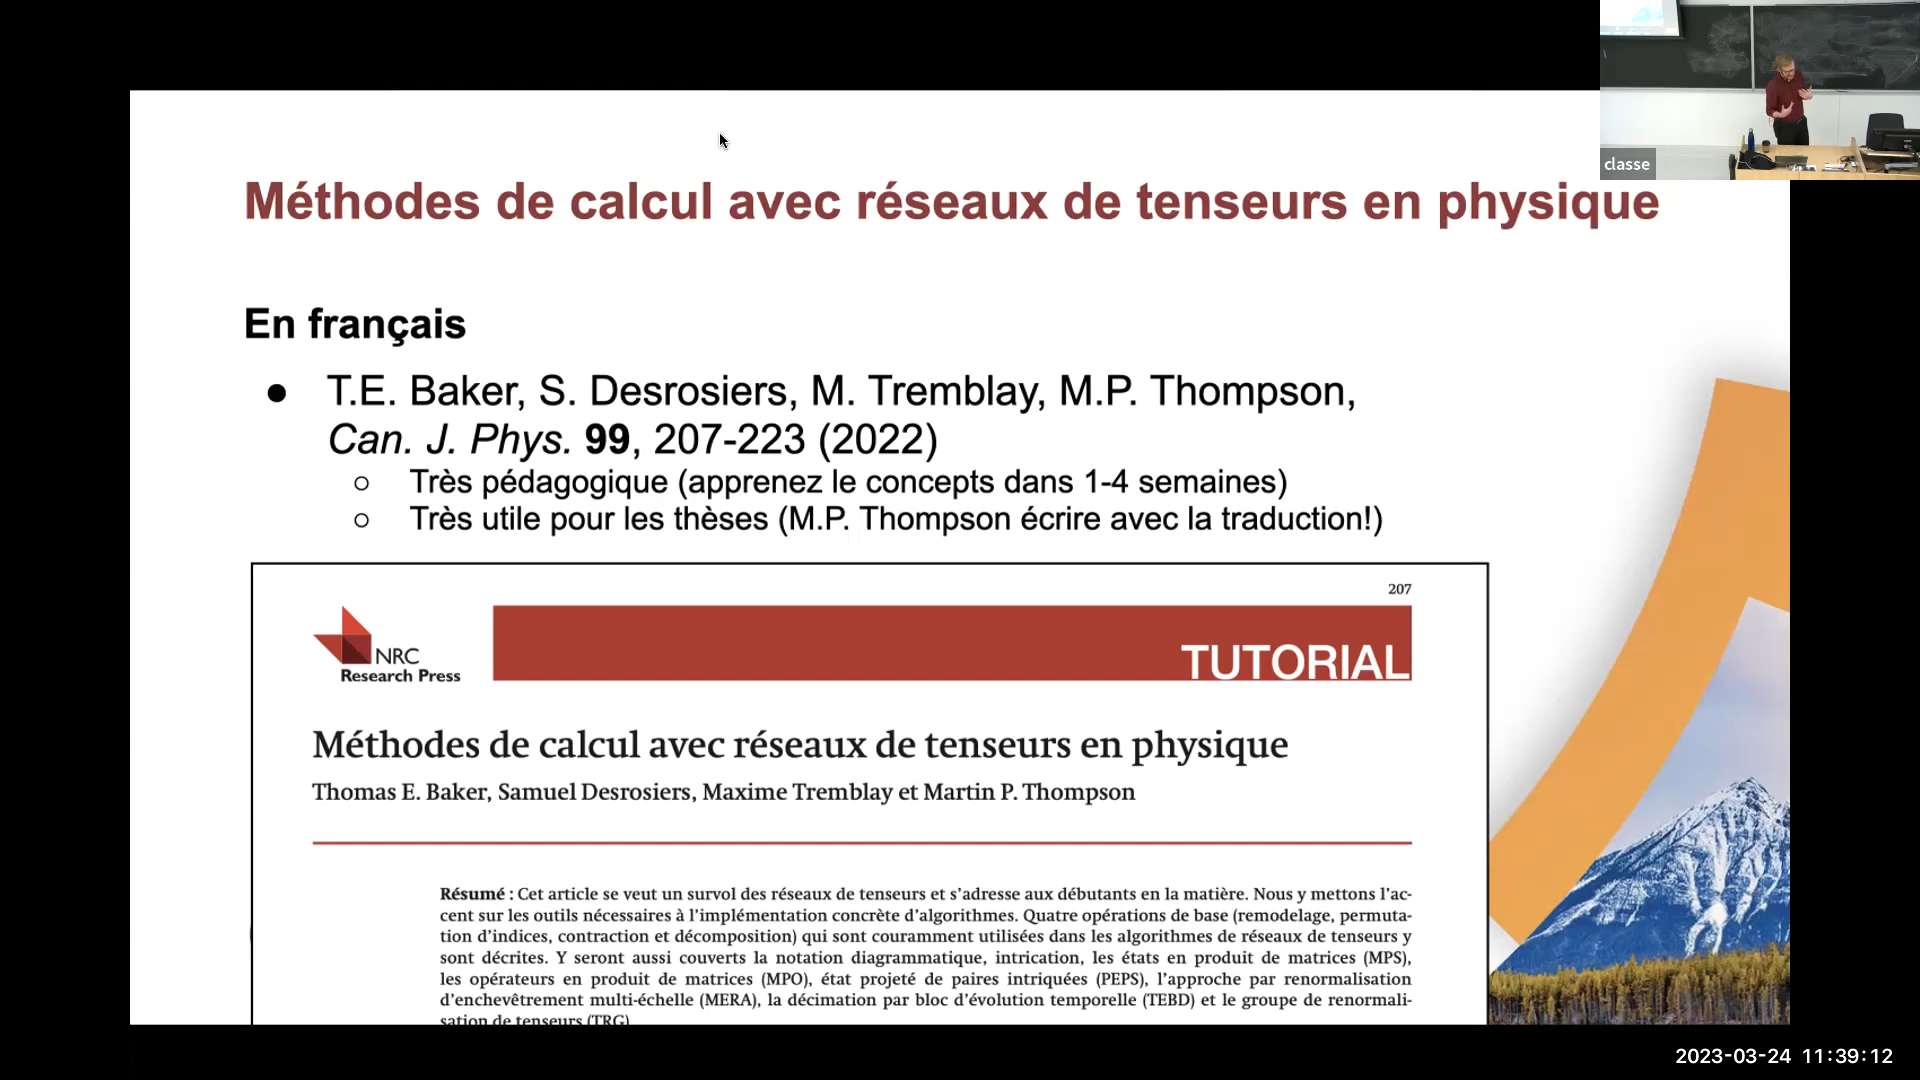 classe
Méthodes de calcul avec réseaux de tenseurs en physique
En français
● T.E. Baker, S. Desrosiers, M. Tremblay, M.P. Thompson,
Can. J. Phys. 99, 207-223 (2022)
○ Très pédagogique (apprenez le concepts dans 1-4 semaines)
○ Très utile pour les thèses (M.P. Thompson écrire avec la traduction!)
207
NRC
Research Press
TUTORIAL
Méthodes de calcul avec réseaux de tenseurs en physique
Thomas E. Baker, Samuel Desrosiers, Maxime Tremblay et Martin P. Thompson
Résumé : Cet article se veut un survol des réseaux de tenseurs et s’adresse aux débutants en la matière. Nous y mettons l’ac-
cent sur les outils nécessaires à l’implémentation concrète d’algorithmes. Quatre opérations de base (remodelage, permuta-
tion d’indices, contraction et décomposition) qui sont couramment utilisées dans les algorithmes de réseaux de tenseurs y
sont décrites. Y seront aussi couverts la notation diagrammatique, intrication, les états en produit de matrices (MPS),
les opérateurs en produit de matrices (MPO), état projeté de paires intriquées (PEPS), l’approche par renormalisation
d’enchevêtrement multi-échelle (MERA), la décimation par bloc d’évolution temporelle (TEBD) et le groupe de renormali-
sation de tenseurs (TRG)
2023-03-24 11:39:12